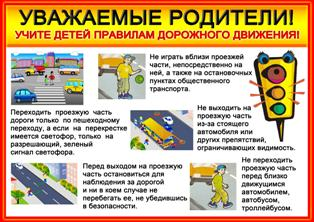 УВАЖАЕМЫЕ РОДИТЕЛИ!
УЧИТЕ ДЕТЕЙ ПРАВИЛАМ ДОРОЖНОГО ДВИЖЕНИЯ!
Не играть вблизи проезжей
части, непосредственно на
ней, а также на остановочных
пунктах общественного
транспорта.
Переходить проезжую часть
дороги только по пешеходному
переходу, а если на перекрестке
имеется светофор, только на
разрешающий, зеленый
сигнал светофора.
Не выходить на
проезжую часть
из-за стоящего
автомобиля или
других препятствий,
ограничивающих видимость.
Перед выходом на проезжую
часть остановиться для
наблюдения за дорогой
и ни в коем случае не
перебегать ее, не убедившись
в безопасности.
Не переходить
проезжую часть
перед близко
движущимся
автомобилем,
автобусом,
троллейбусом.